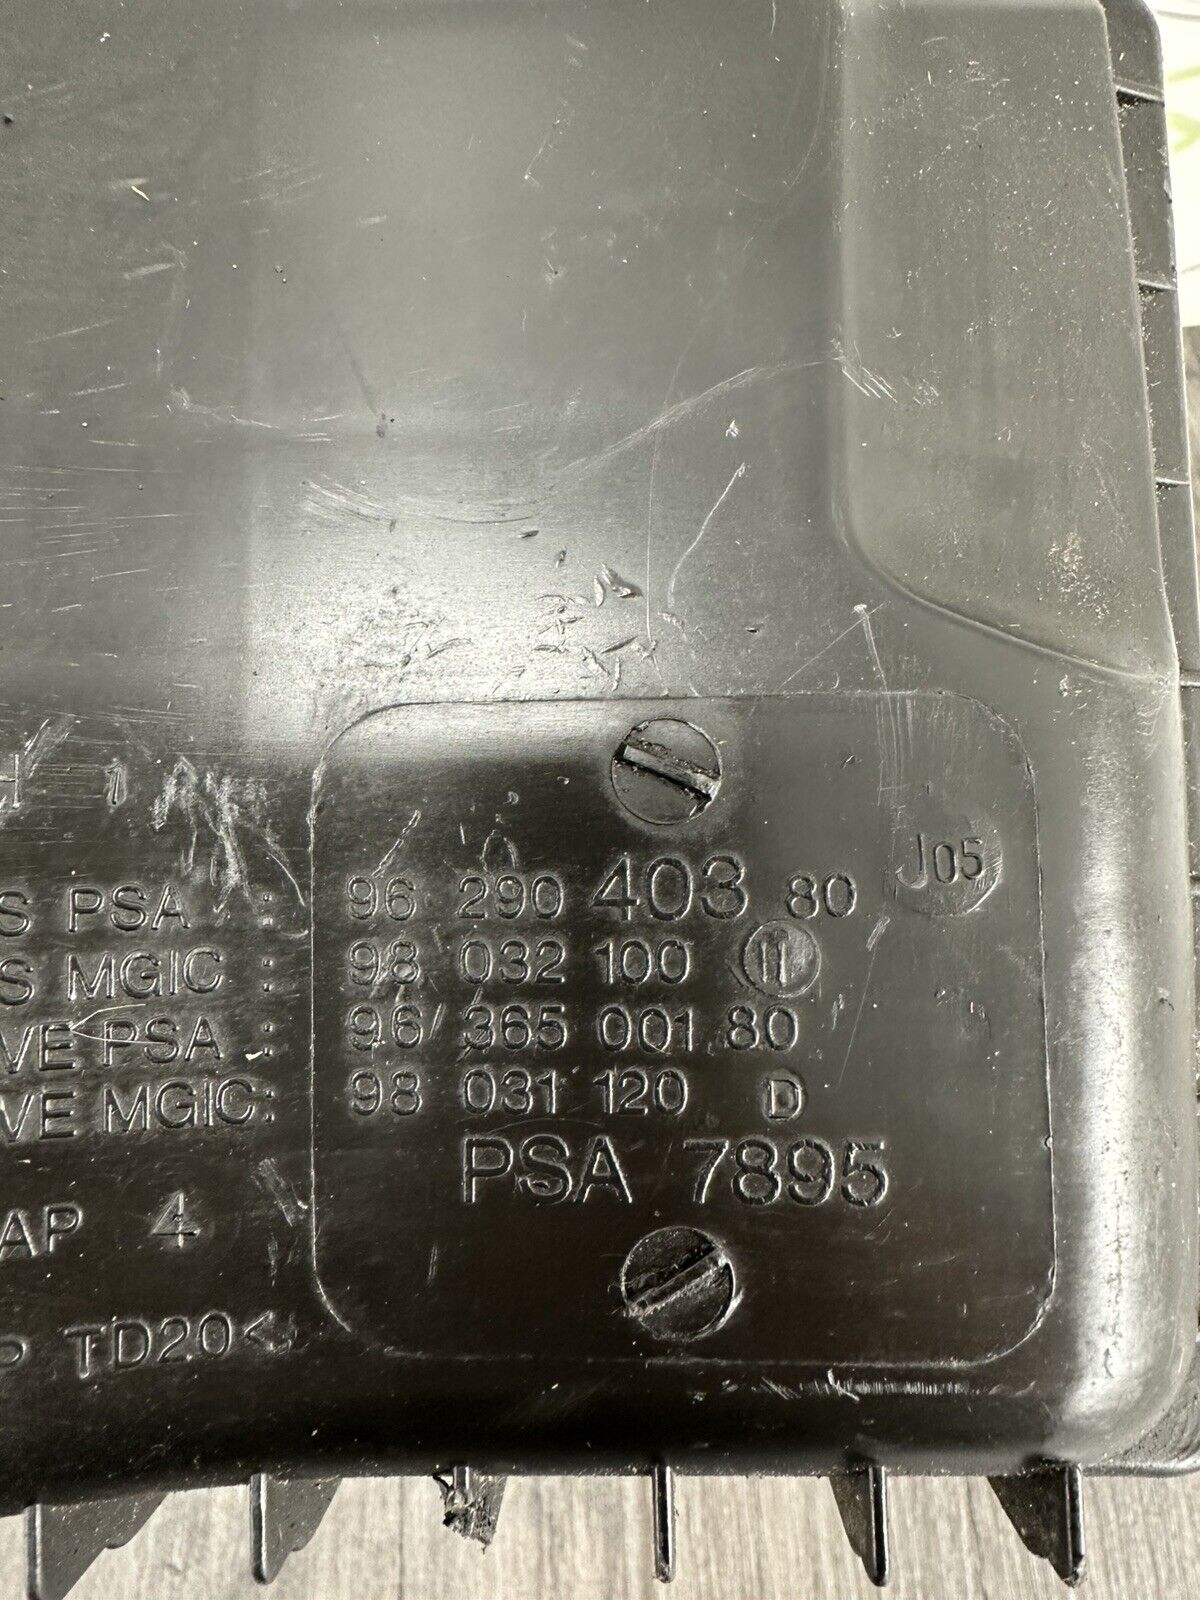 H 1
J05
S PSA : 96 290 403 80
S MGIC : 98 032 100 H
VE PSA : 96 365 001 80
VE MGIC: 98 031 120 D
PSA 7895
AP 4
P TD20<